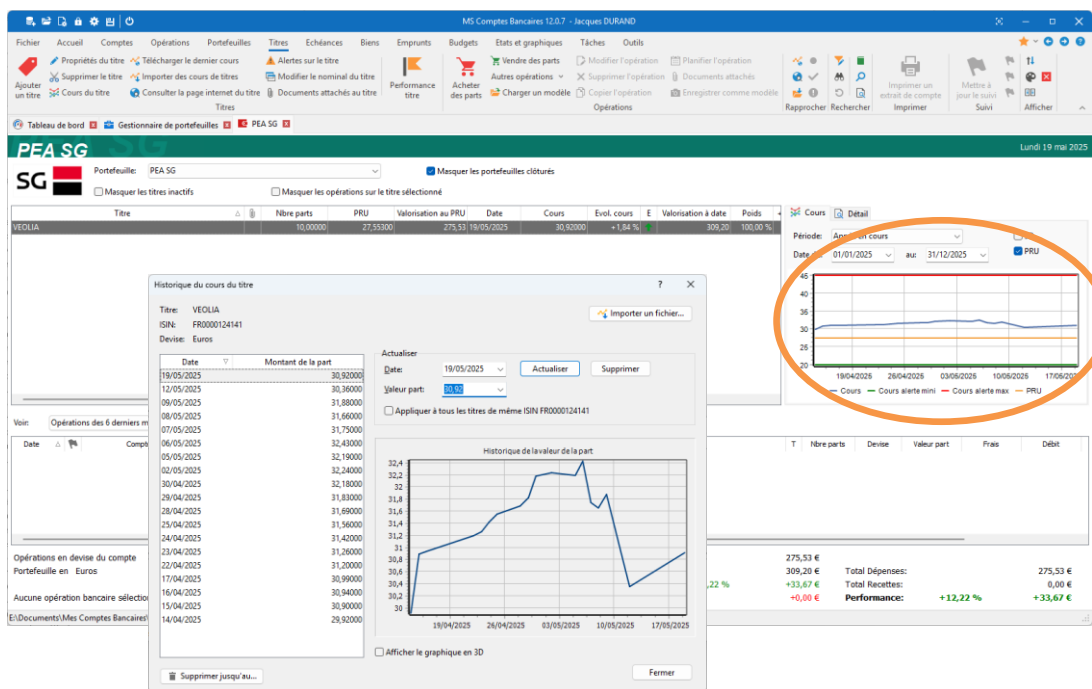 MS Comptes Bancaires 12.0.7 - Jacques DURAND
Fichier Accueil Comptes Opérations Portefeuilles Titres Echéances Biens Emprunts Budgets Etats et graphiques Tâches Outils
Ajouter un titre
Propriétés du titre Télécharger le dernier cours Alertes sur le titre
Supprimer le titre Importer des cours de titres Modifier le nominal du titre
Cours du titre Consulter la page internet du titre Documents attachés au titre
Performance titre
Acheter des parts
Vendre des parts Modifier l'opération Planifier l'opération
Autres opérations Supprimer l'opération Documents attachés
Charger un modèle Copier l'opération Enregistrer comme modèle
Imprimer un extrait de compte
Mettre à jour le suivi
Titres Opérations Rapprocher Rechercher Imprimer Suivi Afficher
Tableau de bord Gestionnaire de portefeuilles PEA SG
PEA SG Lundi 19 mai 2025
SG
Portefeuille: PEA SG Masquer les portefeuilles clôturés
Masquer les titres inactifs Masquer les opérations sur le titre sélectionné
Titre Nbre parts PRU Valorisation au PRU Date Cours Evol. cours E Valorisation à date Poids
VEOLIA 10,00000 27,55300 275,53 19/05/2025 30,92000 +1,84 % 309,20 100,00 %
Cours Détail
Période: cours
Date 01/01/2025 au: 31/12/2025 PRU
45
40
35
30
25
20
19/04/2025 26/04/2025 03/05/2025 10/05/2025 17/05/2025
Cours Cours alerte mini Cours alerte max PRU
Historique du cours du titre
Titre: VEOLIA
ISIN: FR0000124141
Devise: Euros
Importer un fichier...
Date Montant de la part
19/05/2025 30,92000
12/05/2025 30,36000
09/05/2025 31,88000
08/05/2025 31,66000
07/05/2025 31,75000
06/05/2025 32,43000
05/05/2025 32,19000
02/05/2025 32,24000
30/04/2025 32,18000
29/04/2025 31,83000
28/04/2025 31,69000
25/04/2025 31,56000
24/04/2025 31,42000
23/04/2025 31,26000
22/04/2025 31,20000
17/04/2025 30,99000
16/04/2025 30,94000
15/04/2025 30,90000
14/04/2025 29,92000
Actualiser
Date: 19/05/2025 Actualiser Supprimer
Valeur part: 30,92
Appliquer à tous les titres de même ISIN FR0000124141
Historique de la valeur de la part
32,4
32,2
32
31,8
31,6
31,4
31,2
31
30,8
30,6
30,4
30,2
30
19/04/2025 26/04/2025 03/05/2025 10/05/2025 17/05/2025
Afficher le graphique en 3D
Supprimer jusqu'au... Fermer
Voir: Opérations des 6 derniers m
Date Compt T Nbre parts Devise Valeur part Frais Débit
Opérations en devise du compte 275,53 €
Portefeuille en Euros 309,20 € Total Dépenses: 275,53 €
,22 % +33,67 € Total Recettes: 0,00 €
Aucune opération bancaire sélectio +0,00 € Performance: +12,22 % +33,67 €
E:\Documents\Mes Comptes Bancaires\